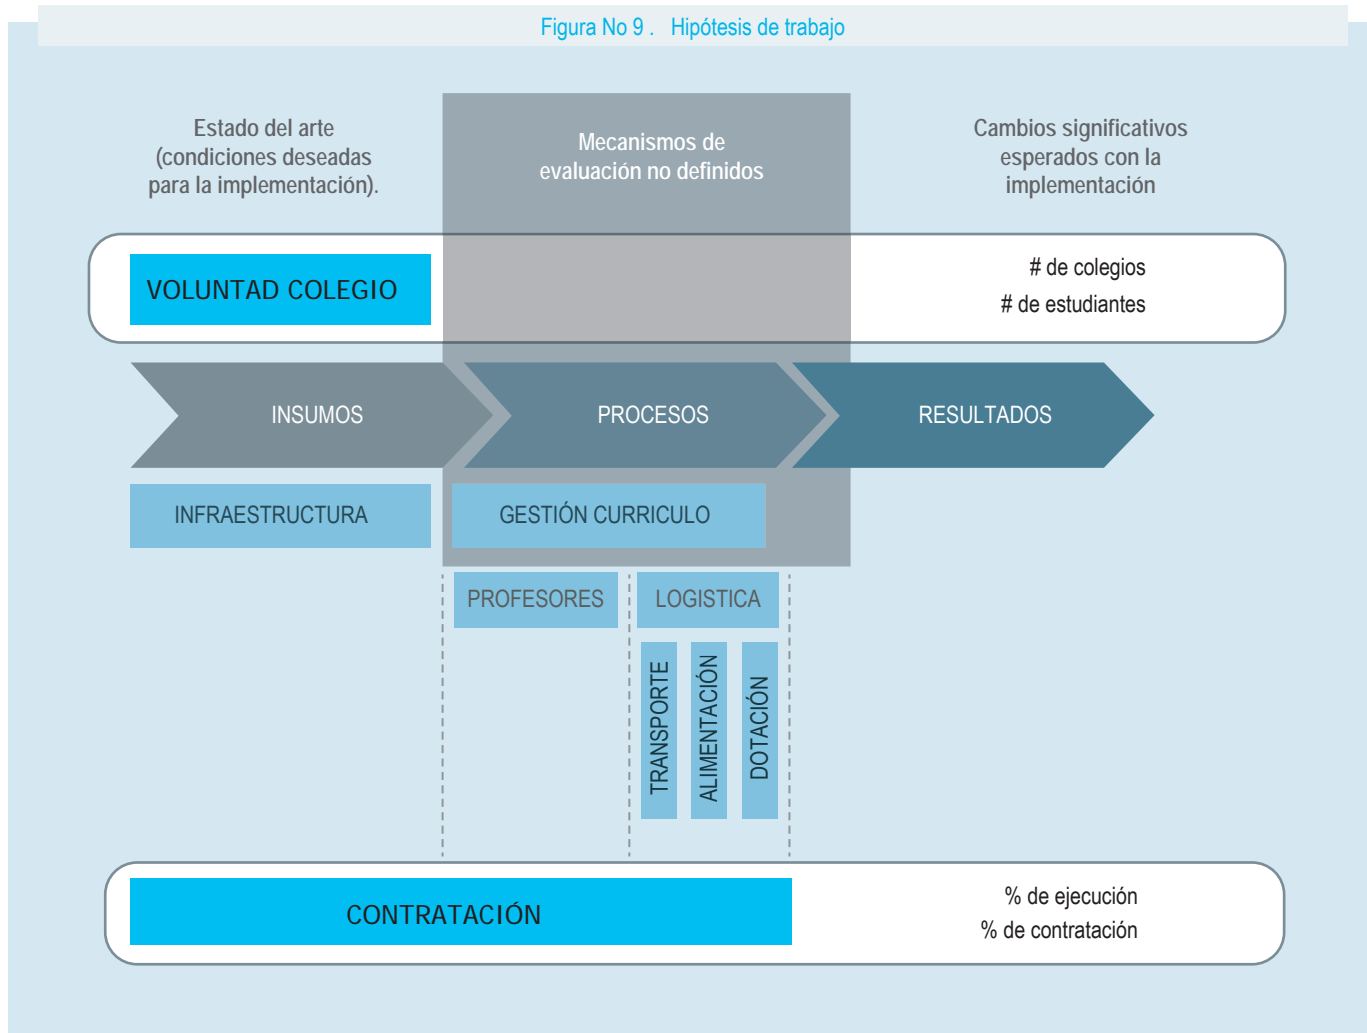 Figura No 9 . Hipótesis de trabajo
Estado del arte
(condiciones deseadas
para la implementación).
Mecanismos de
evaluación no definidos
Cambios significativos
esperados con la
implementación
VOLUNTAD COLEGIO
# de colegios
# de estudiantes
INSUMOS
PROCESOS
RESULTADOS
INFRAESTRUCTURA
GESTIÓN CURRICULO
PROFESORES
LOGISTICA
TRANSPORTE
ALIMENTACIÓN
DOTACIÓN
CONTRATACIÓN
% de ejecución
% de contratación